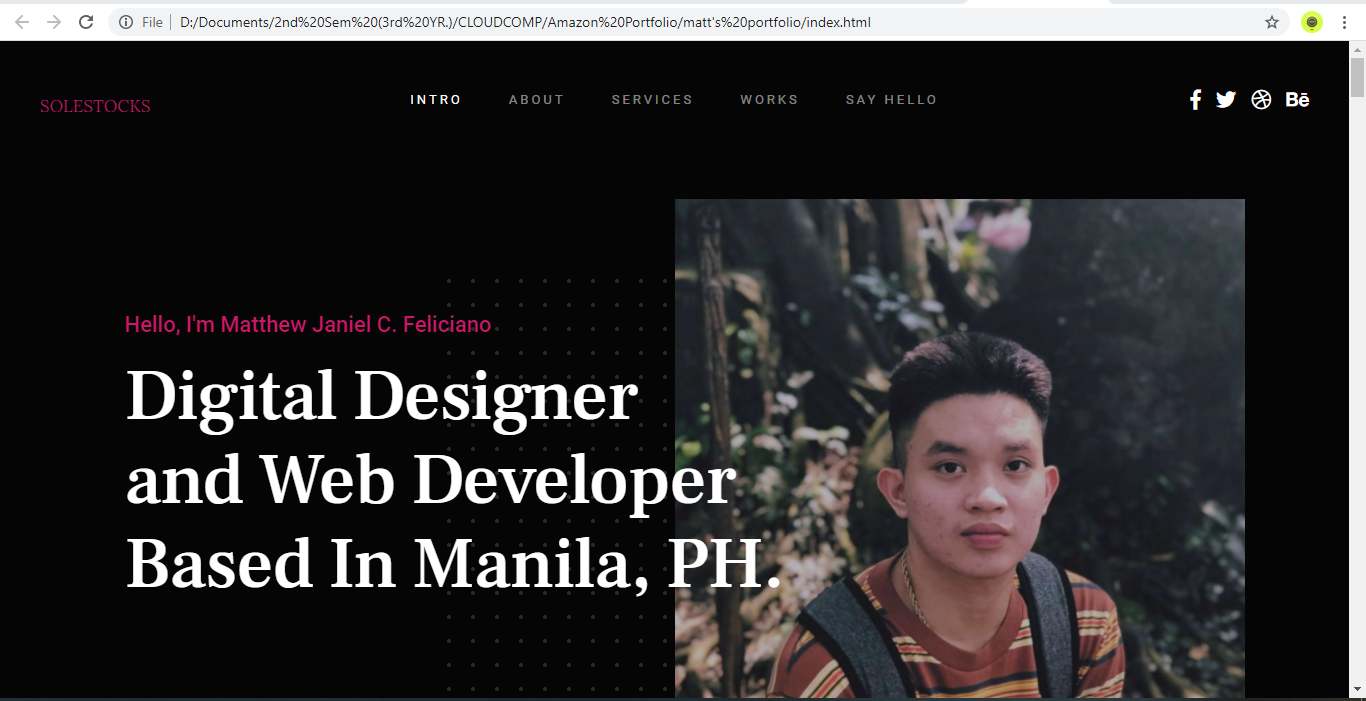 File
D:/Documents/2nd%20Sem%20(3rd%20YR.)/CLOUDCOMP/Amazon%20Portfolio/matt's%20portfolio/index.html
SOLESTOCKS
INTRO ABOUT SERVICES WORKS SAY HELLO
Bē
Hello, I'm Matthew Janiel C. Feliciano
Digital Designer
and Web Developer
Based In Manila, PH.